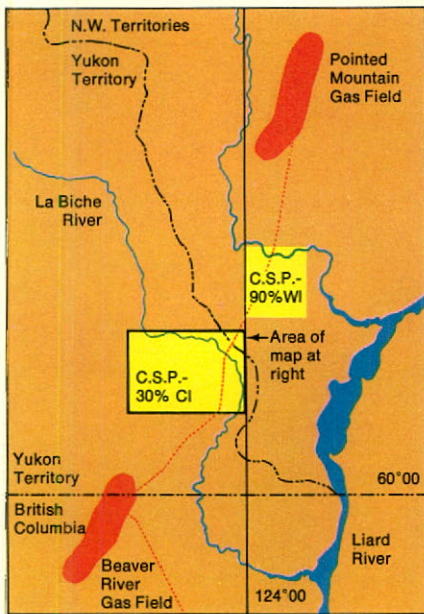 N.W. Territories
Yukon
Territory
Pointed
Mountain
Gas Field
La Biche
River
C.S.P.-
90%WI
Area of
map at
right
C.S.P.-
30% CI
Yukon
Territory
60°00
British
Columbia
Liard
River
Beaver
River
Gas Field
124°00